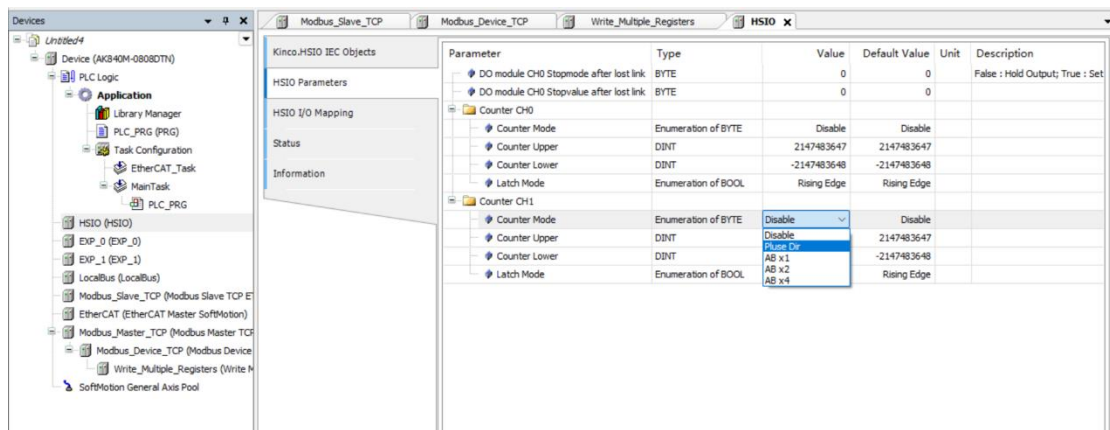 Devices
Untitled4
Device (AK840M-0808DTN)
PLC Logic
Application
Library Manager
PLC_PRG (PRG)
Task Configuration
EtherCAT_Task
MainTask
PLC_PRG
HSIO (HSIO)
EXP_0 (EXP_0)
EXP_1 (EXP_1)
LocalBus (LocalBus)
Modbus_Slave_TCP (Modbus Slave TCP ET
EtherCAT (EtherCAT Master SoftMotion)
Modbus_Master_TCP (Modbus Master TCP
Modbus_Device_TCP (Modbus Device
Write_Multiple_Registers (Write M
SoftMotion General Axis Pool
Modbus_Slave_TCP Modbus_Device_TCP Write_Multiple_Registers HSIO
Kinco.HSIO IEC Objects
HSIO Parameters
HSIO I/O Mapping
Status
Information
Parameter Type Value Default Value Unit Description
DO module CH0 Stopmode after lost link BYTE 0 0 False : Hold Output; True : Set
DO module CH0 Stopvalue after lost link BYTE 0 0
Counter CH0
Counter Mode Enumeration of BYTE Disable Disable
Counter Upper DINT 2147483647 2147483647
Counter Lower DINT -2147483648 -2147483648
Latch Mode Enumeration of BOOL Rising Edge Rising Edge
Counter CH1
Counter Mode Enumeration of BYTE Disable Disable
Counter Upper DINT 2147483647
Counter Lower DINT -2147483648
Latch Mode Enumeration of BOOL Rising Edge
Disable
Pluse Dir
AB x1
AB x2
AB x4